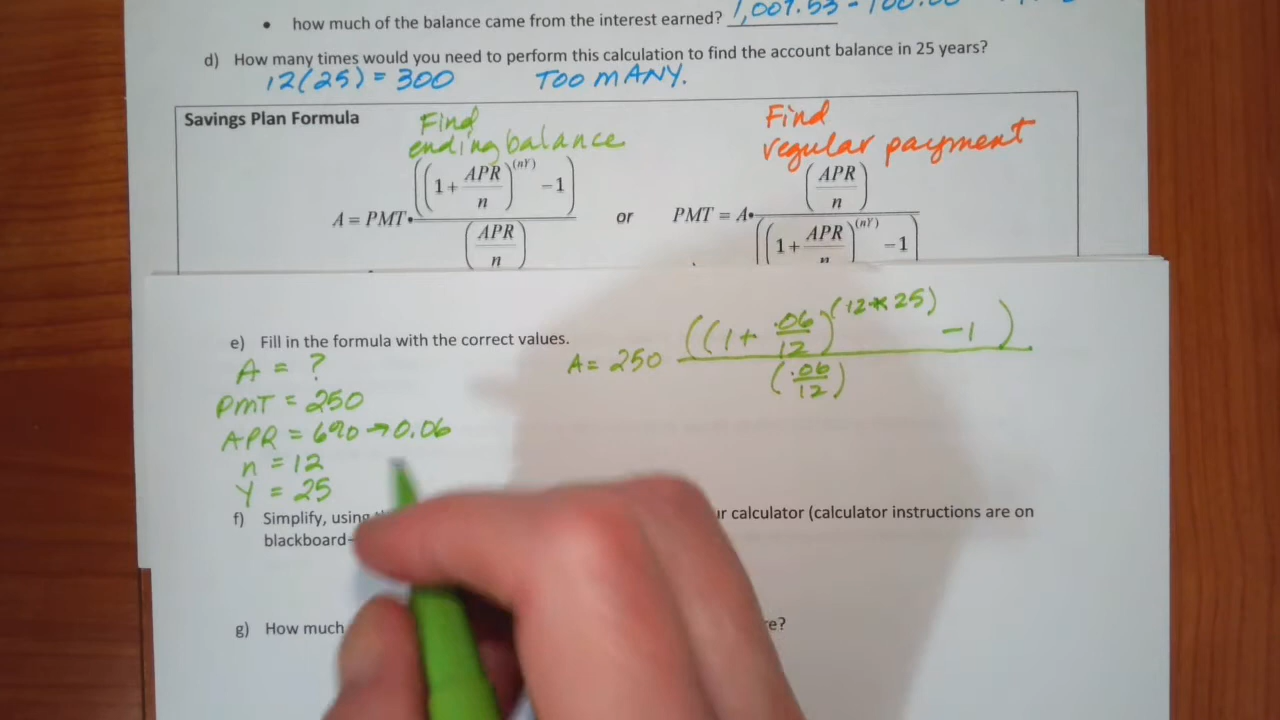 • how much of the balance came from the interest earned? 1,007.53 -
d) How many times would you need to perform this calculation to find the account balance in 25 years?
12(25) = 300 TOO MANY.
Savings Plan Formula
Find ending balance
Find regular payment
A = PMT • ((1 + APR/n)^(nY) - 1) / (APR/n) or PMT = A • (APR/n) / ((1 + APR/n)^(nY) - 1)
e) Fill in the formula with the correct values.
A = ?
PMT = 250
APR = 6% → 0.06
n = 12
Y = 25
A = 250 ((1 + .06/12)^(12*25) - 1) / (.06/12)
f) Simplify, using ur calculator (calculator instructions are on
blackboard-
g) How much re?